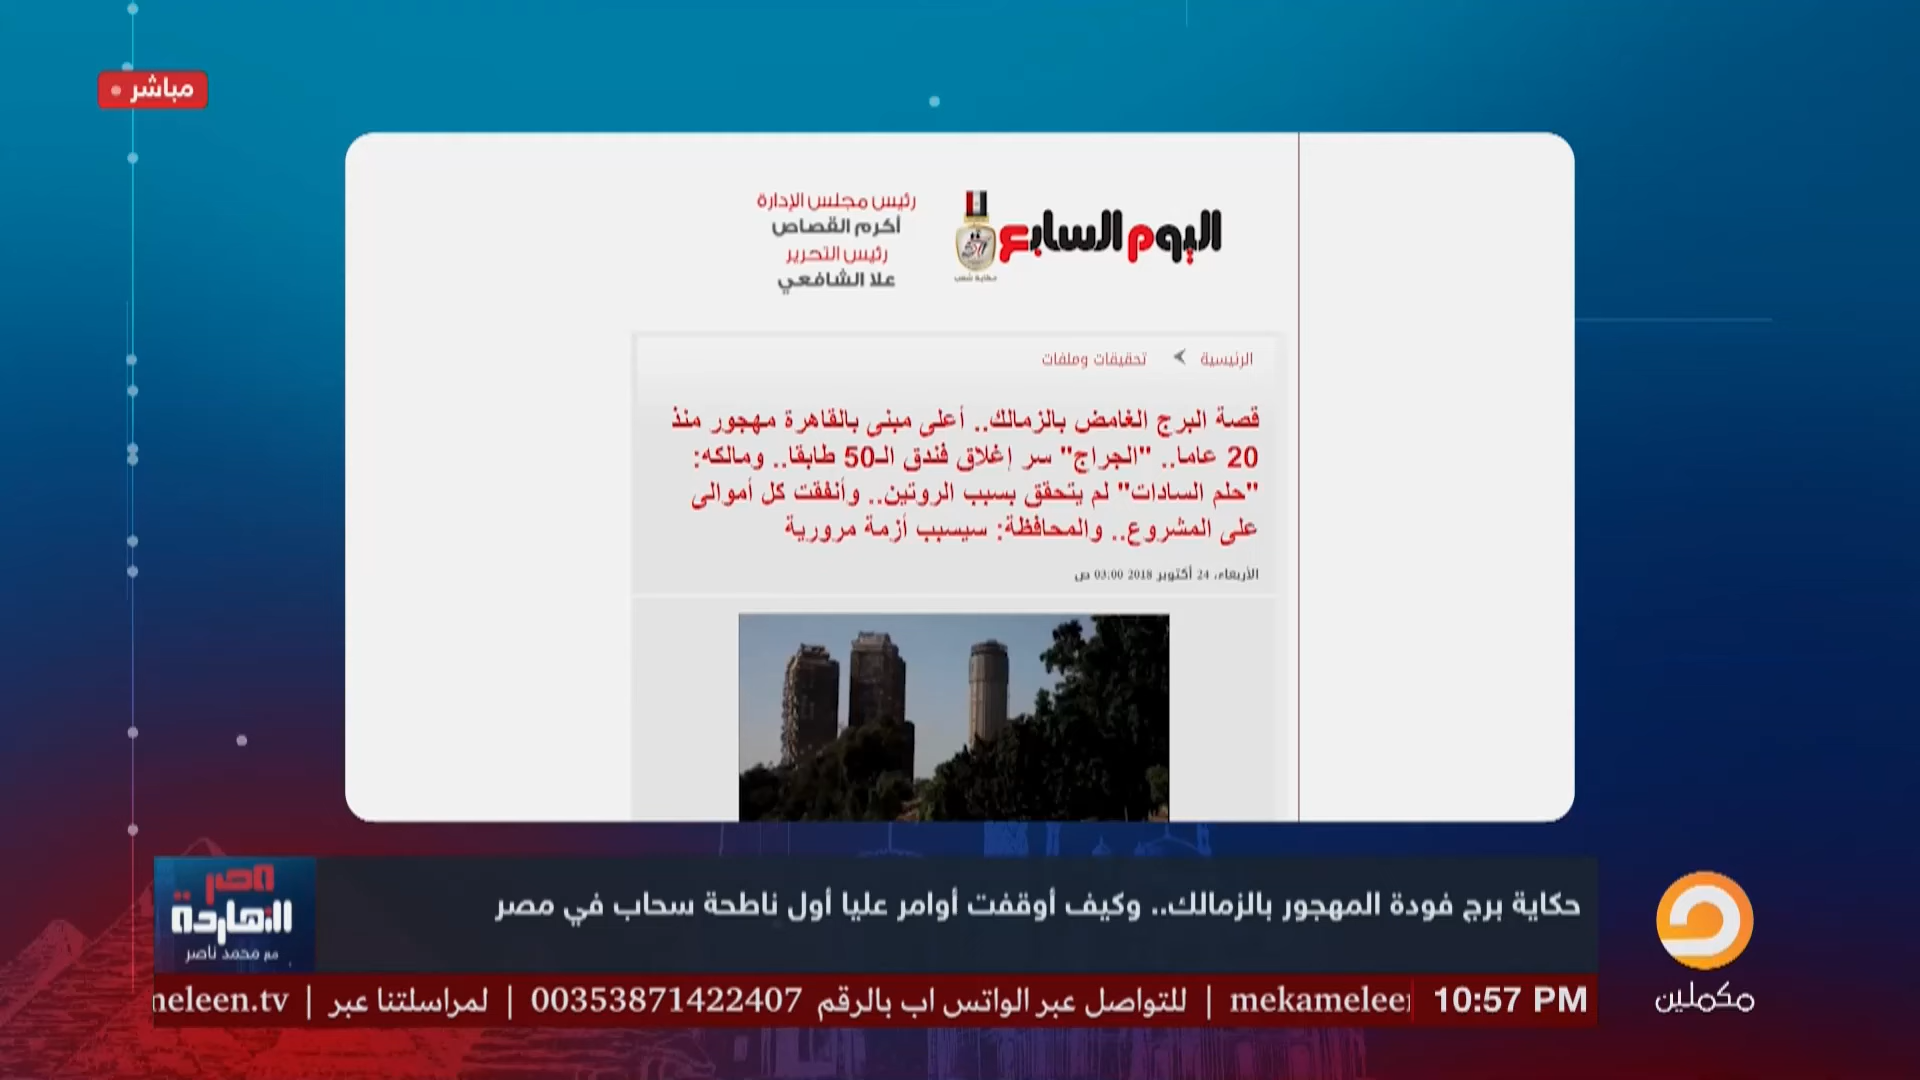 مباشر
اليوم السابع
رئيس مجلس الإدارة
أكرم القصاص
رئيس التحرير
علا الشافعي
الرئيسية
تحقيقات وملفات
قصة البرج الغامض بالزمالك.. أعلى مبنى بالقاهرة مهجور منذ
20 عاما.. "الجراج" سر إغلاق فندق الـ50 طابقا.. ومالكه:
"حلم السادات" لم يتحقق بسبب الروتين.. وأنفقت كل أموالى
على المشروع.. والمحافظة: سيسبب أزمة مرورية
الأربعاء، 24 أكتوبر 2018 03:00 ص
حكاية برج فودة المهجور بالزمالك.. وكيف أوقفت أوامر عليا أول ناطحة سحاب في مصر
مصر
النهاردة
مع محمد ناصر
مكملين
10:57 PM
mekameleen | للتواصل عبر الواتس اب بالرقم 00353871422407 | لمراسلتنا عبر | neleen.tv